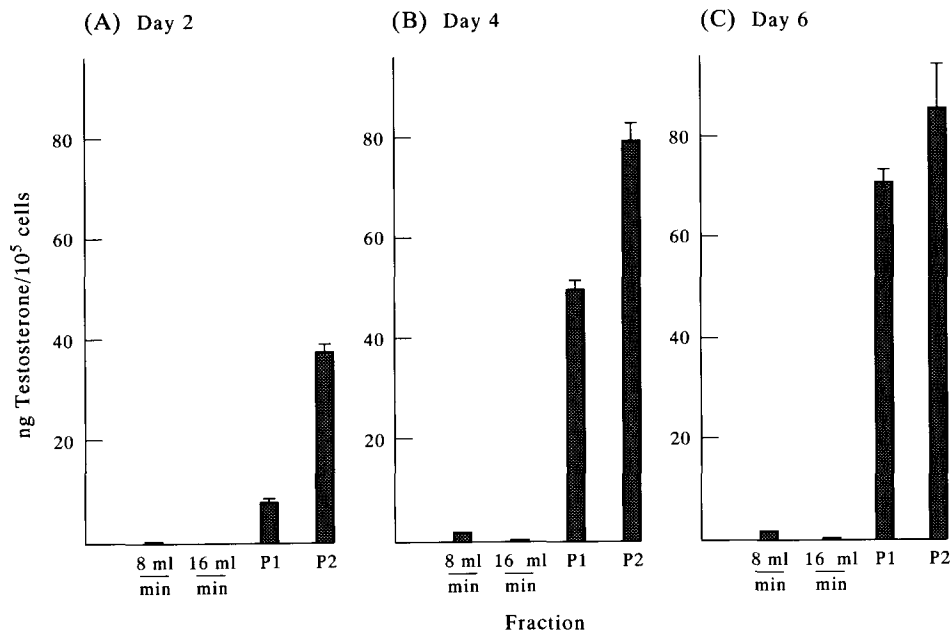 (A) Day 2
(B) Day 4
(C) Day 6
ng Testosterone/10⁵ cells
80
60
40
20
80
60
40
20
80
60
40
20
8 ml
min
16 ml
min
P1
P2
8 ml
min
16 ml
min
P1
P2
8 ml
min
16 ml
min
P1
P2
Fraction